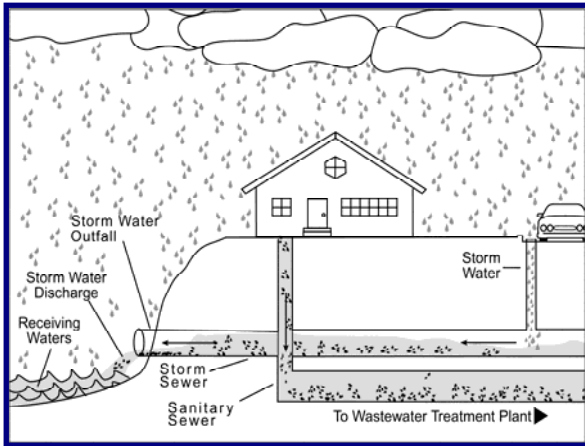 Storm Water
Outfall
Storm Water
Discharge
Receiving
Waters
Storm
Water
Storm
Sewer
Sanitary
Sewer
To Wastewater Treatment Plant